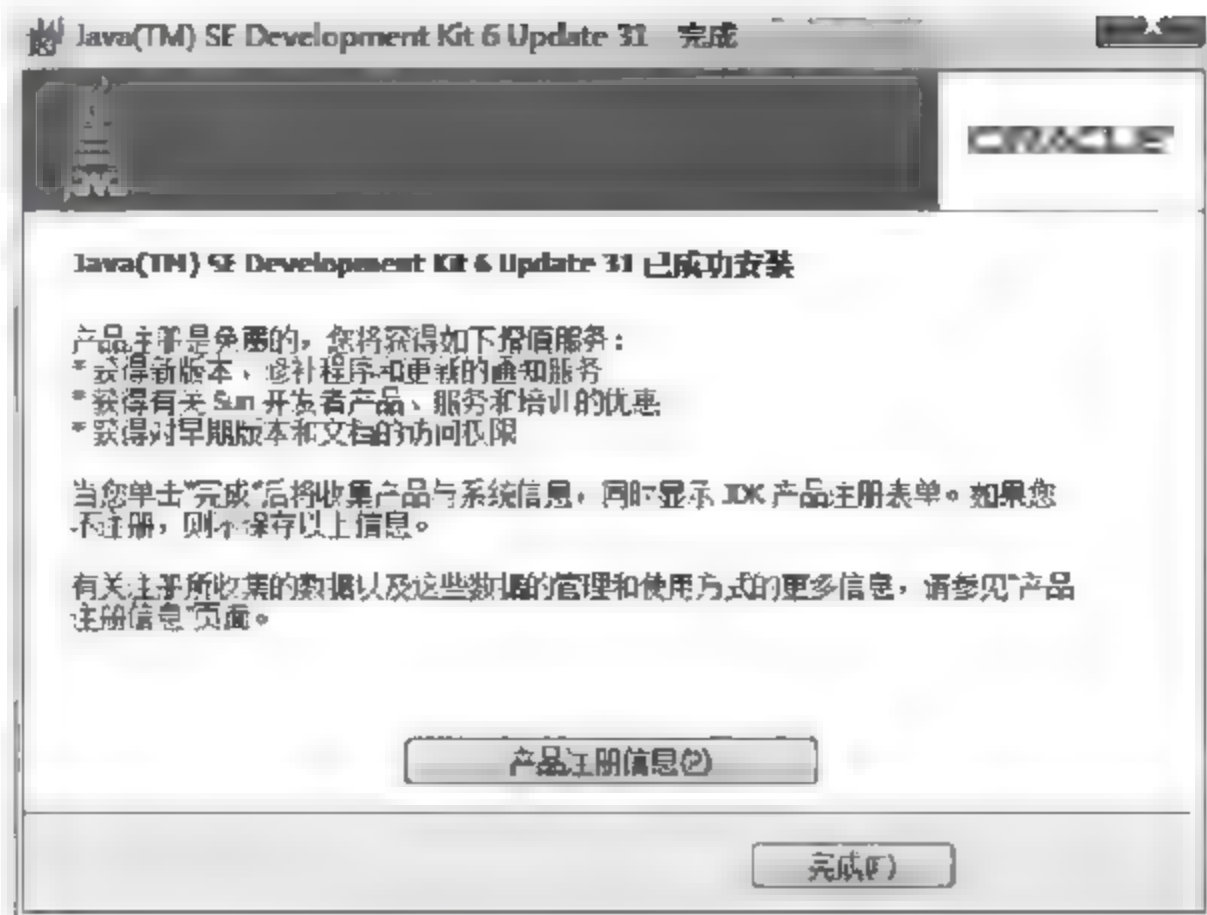 Java(TM) SE Development Kit 6 Update 31 完成
Java
ORACLE
Java(TM) SE Development Kit 6 Update 31 已成功安装
产品注册是免费的，您将获得如下增值服务：
* 获得新版本、修补程序和更新的通知服务
* 获得有关 Sun 开发者产品、服务和培训的优惠
* 获得对早期版本和文档的访问权限
当您单击"完成"后将收集产品与系统信息，同时显示 JDK 产品注册表单。如果您
不注册，则不保存以上信息。
有关注册所收集的数据以及这些数据的管理和使用方式的更多信息，请参见"产品
注册信息"页面。
产品注册信息(P)
完成(F)